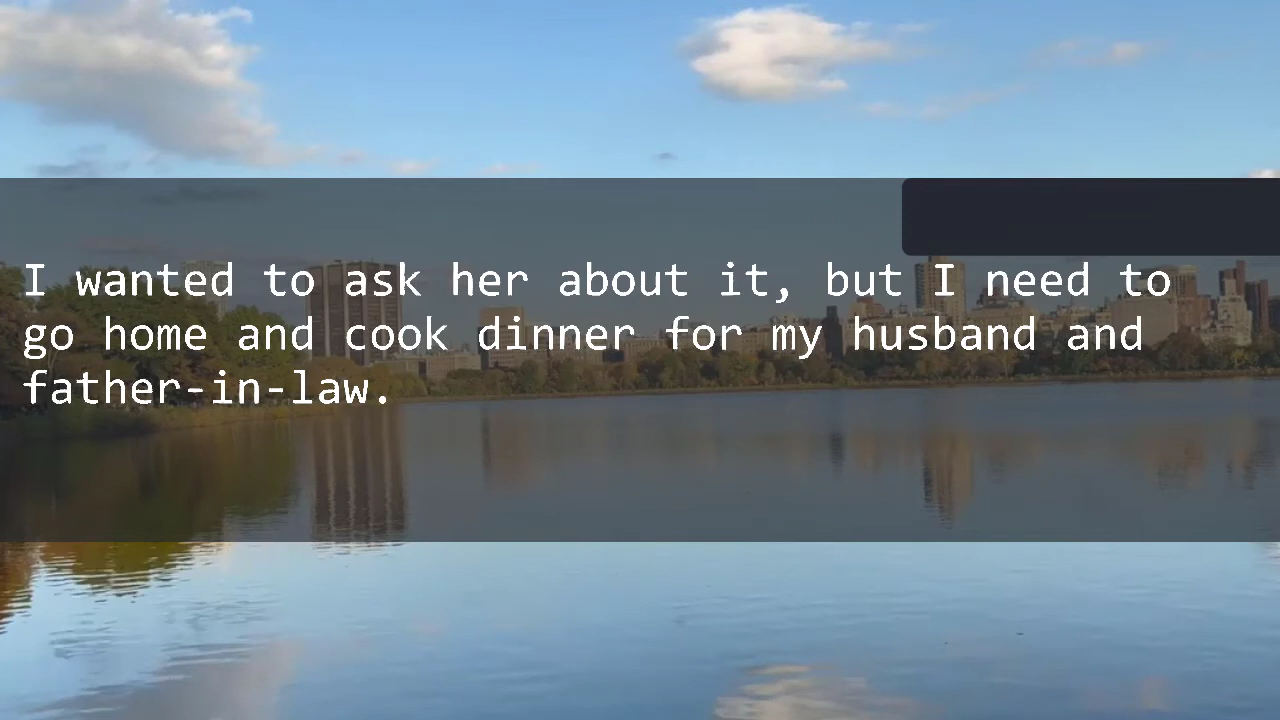 I wanted to ask her about it, but I need to
go home and cook dinner for my husband and
father-in-law.